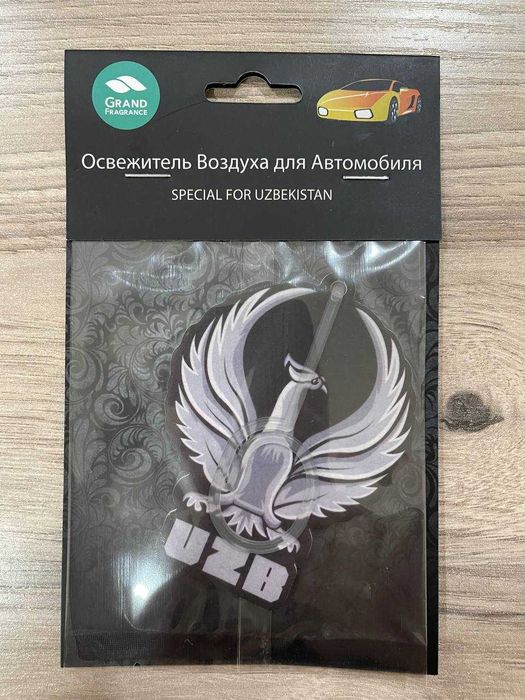 GRAND
FRAGRANCE
Освежитель Воздуха для Автомобиля
SPECIAL FOR UZBEKISTAN
UZB